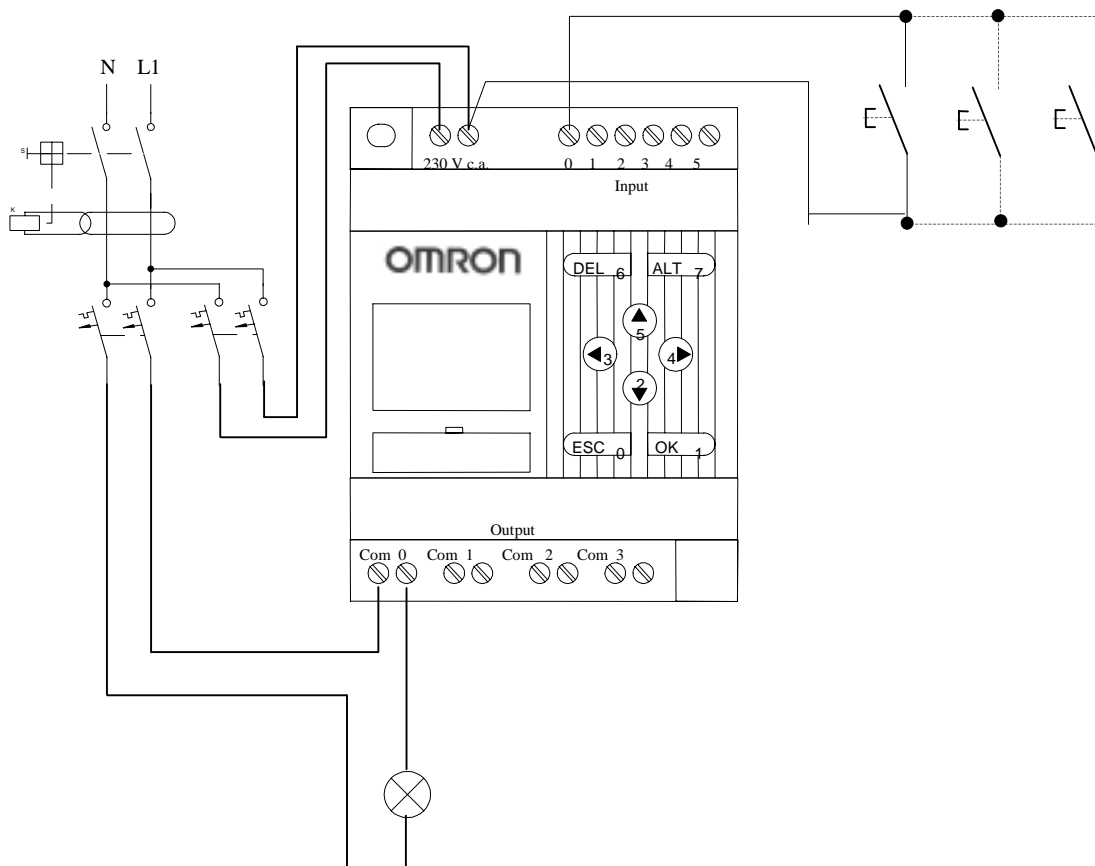 N L1
S
K
230 V c.a.
0 1 2 3 4 5
Input
OMRON
DEL 6 ALT 7
5
3 4
2
ESC 0 OK 1
Output
Com 0 Com 1 Com 2 Com 3